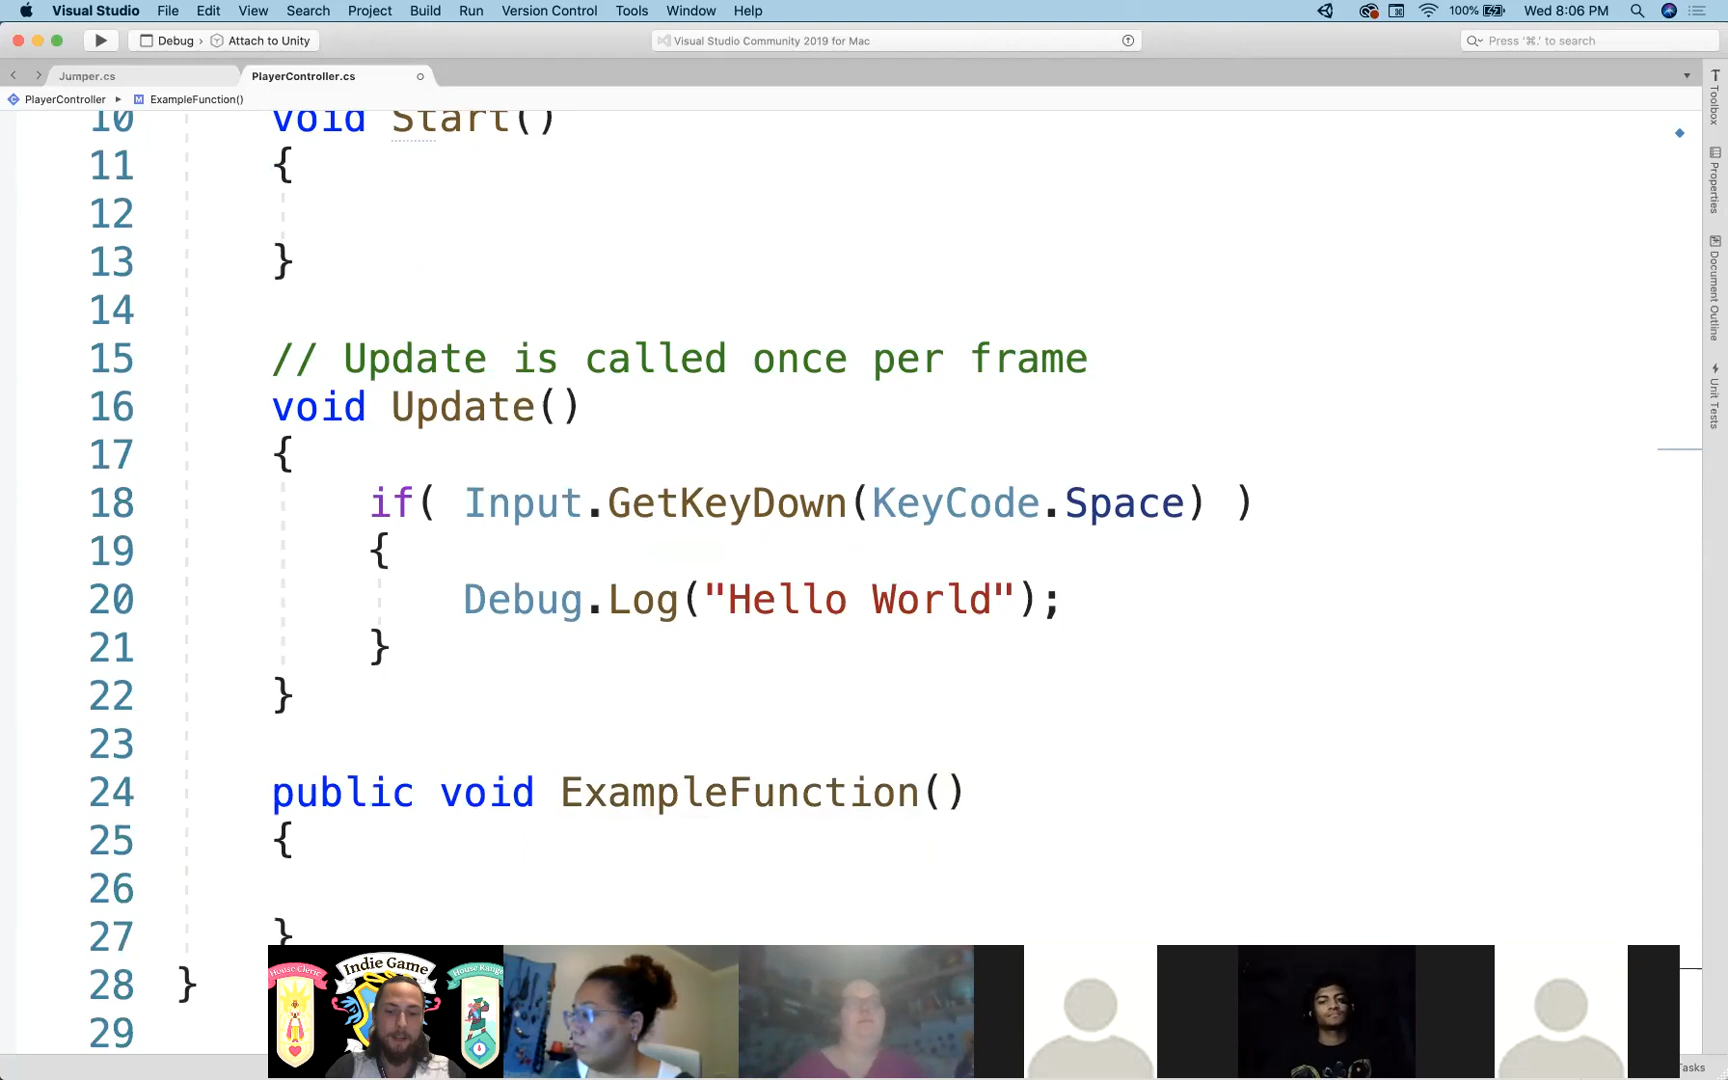 Visual Studio File Edit View Search Project Build Run Version Control Tools Window Help 100% Wed 8:06 PM
Debug › Attach to Unity Visual Studio Community 2019 for Mac Press '⌘.' to search
Jumper.cs PlayerController.cs
PlayerController ExampleFunction()
10 void Start()
11 {
12
13 }
14
15 // Update is called once per frame
16 void Update()
17 {
18 if( Input.GetKeyDown(KeyCode.Space) )
19 {
20 Debug.Log("Hello World");
21 }
22 }
23
24 public void ExampleFunction()
25 {
26
27 }
28 }
29
Toolbox
Properties
Document Outline
Unit Tests
House Cleric
Indie Game
Tasks